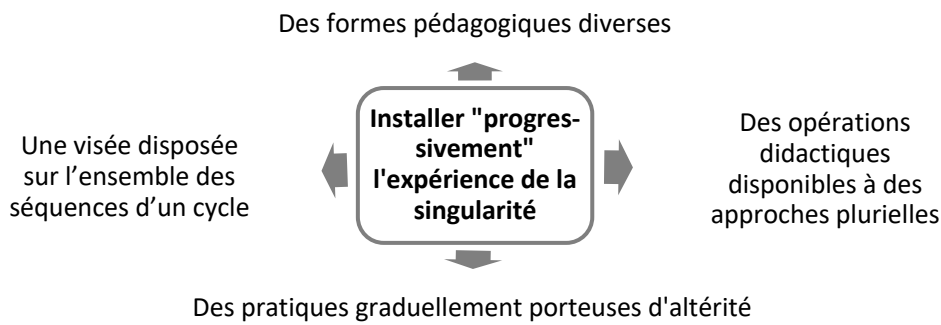 Des formes pédagogiques diverses
Une visée disposée
sur l’ensemble des
séquences d’un cycle
Installer "progres-
sivement"
l'expérience de la
singularité
Des opérations
didactiques
disponibles à des
approches plurielles
Des pratiques graduellement porteuses d'altérité